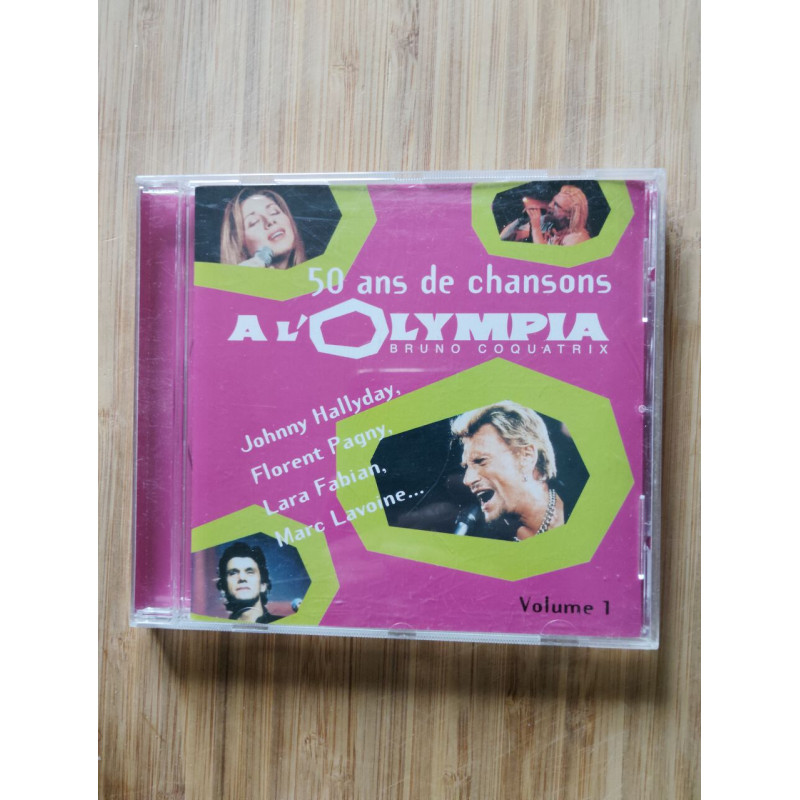 50 ans de chansons
A L'OLYMPIA
BRUNO COQUATRIX
Johnny Hallyday,
Florent Pagny,
Lara Fabian,
Marc Lavoine...
Volume 1